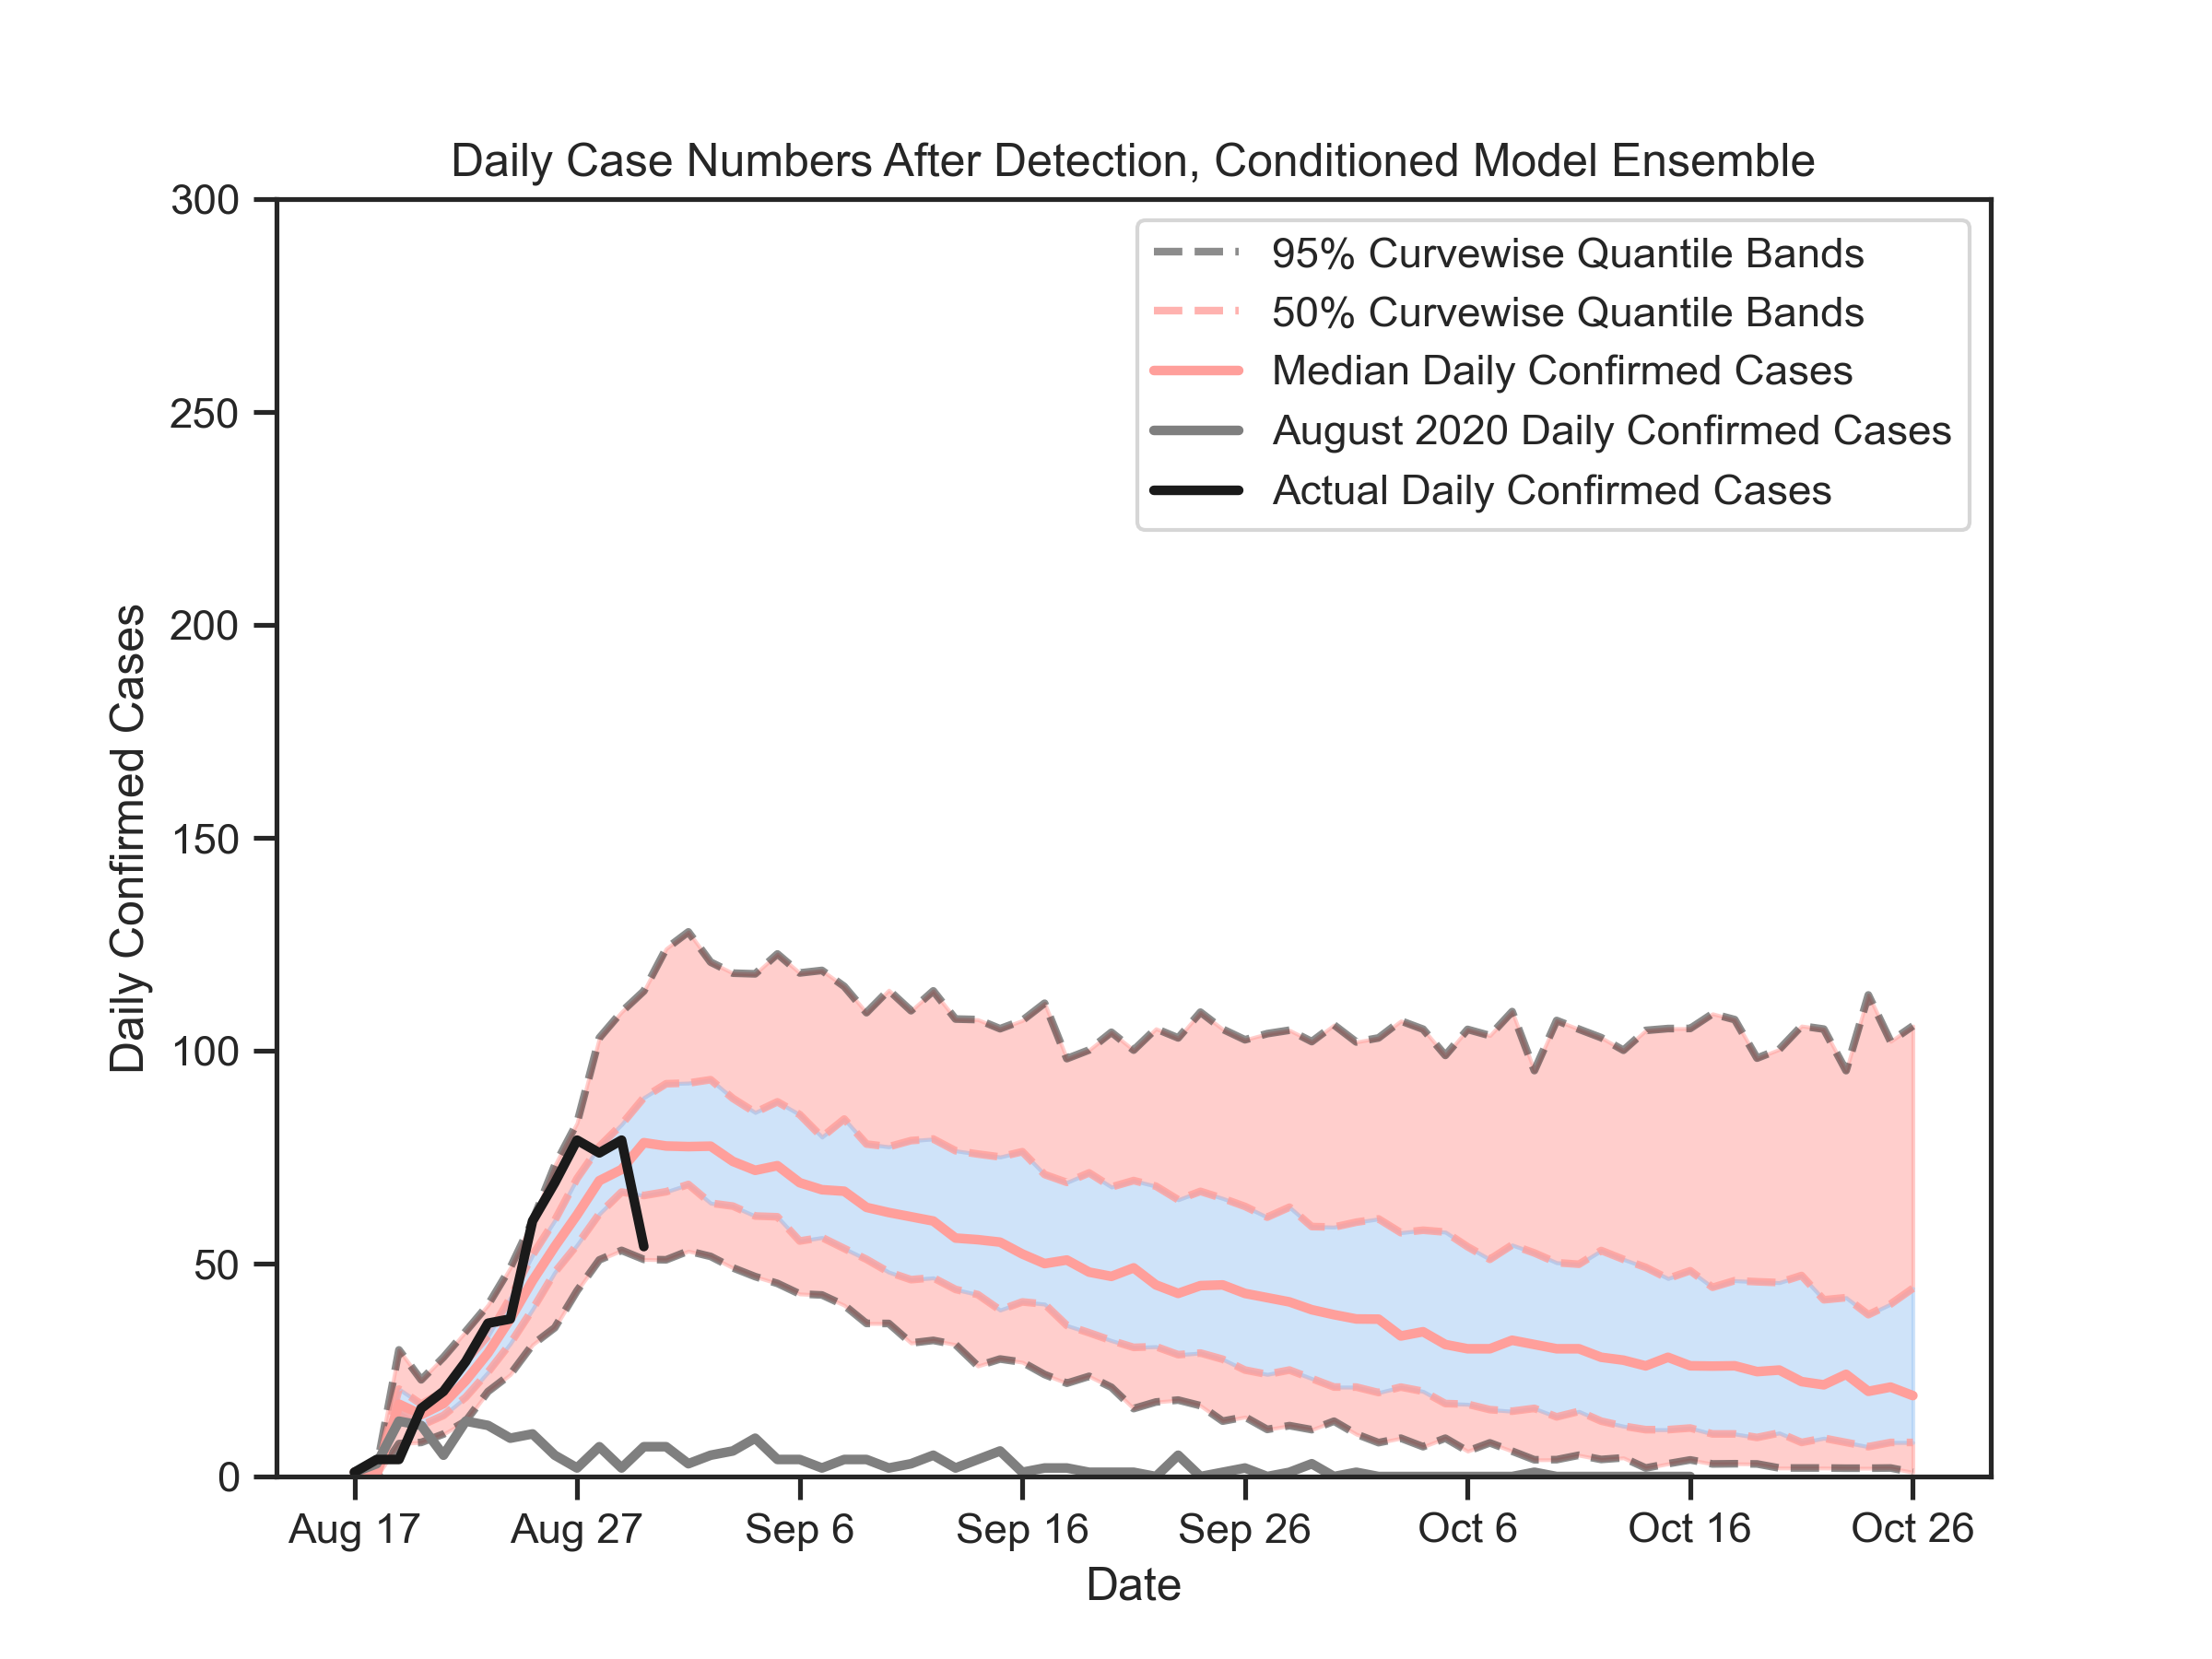 Daily Case Numbers After Detection, Conditioned Model Ensemble
300
250
200
150
100
50
0
Daily Confirmed Cases
95% Curvewise Quantile Bands
50% Curvewise Quantile Bands
Median Daily Confirmed Cases
August 2020 Daily Confirmed Cases
Actual Daily Confirmed Cases
Aug 17 Aug 27 Sep 6 Sep 16 Sep 26 Oct 6 Oct 16 Oct 26
Date